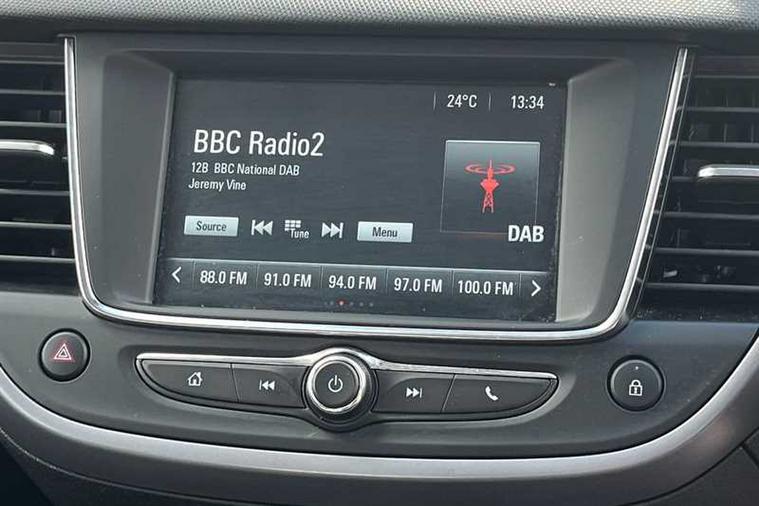 24°C 13:34
BBC Radio2
12B BBC National DAB
Jeremy Vine
Source Tune Menu
DAB
88.0 FM 91.0 FM 94.0 FM 97.0 FM 100.0 FM